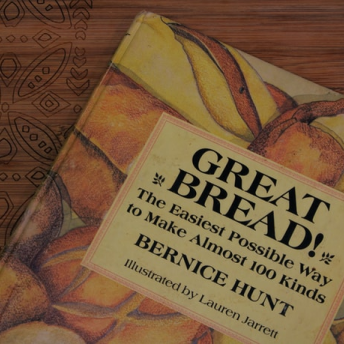 GREAT
BREAD!
The Easiest Possible Way
to Make Almost 100 Kinds
BERNICE HUNT
Illustrated by Lauren Jarrett